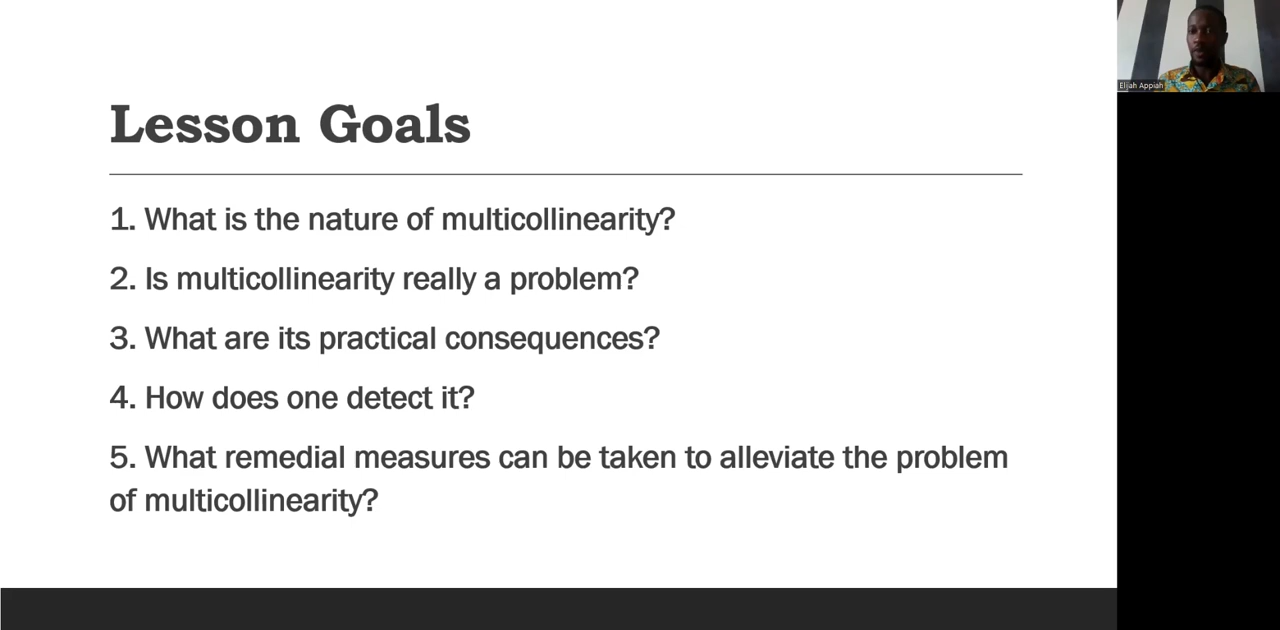 Lesson Goals
1. What is the nature of multicollinearity?
2. Is multicollinearity really a problem?
3. What are its practical consequences?
4. How does one detect it?
5. What remedial measures can be taken to alleviate the problem
of multicollinearity?
Elijah Appiah